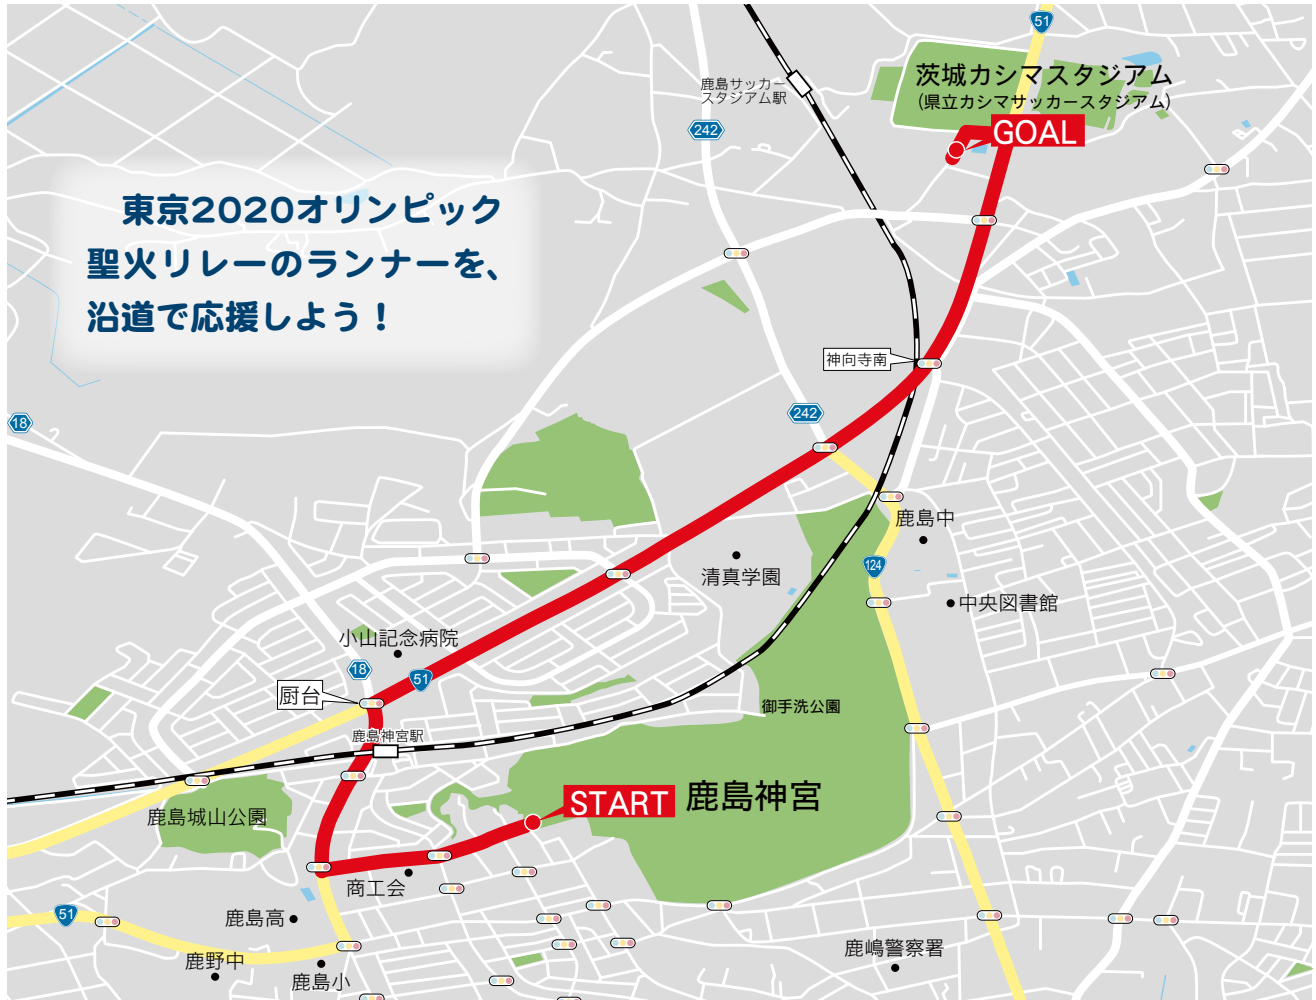 51
茨城カシマスタジアム
(県立カシマサッカースタジアム)
鹿島サッカー
スタジアム駅
242
GOAL
東京2020オリンピック
聖火リレーのランナーを、
沿道で応援しよう！
神向寺南
18
242
鹿島中
清真学園
124
中央図書館
小山記念病院
18
51
厨台
御手洗公園
鹿島神宮駅
START
鹿島神宮
鹿島城山公園
商工会
51
鹿島高
鹿野中
鹿島小
鹿嶋警察署